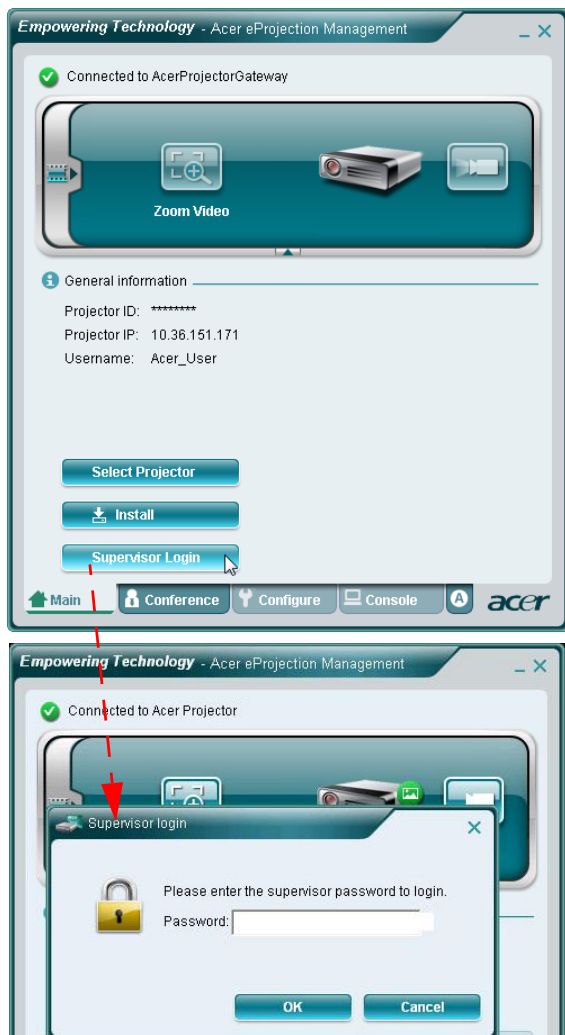 Empowering Technology - Acer eProjection Management
Connected to AcerProjectorGateway
Zoom Video
General information
Projector ID: ********
Projector IP: 10.36.151.171
Username: Acer_User
Select Projector
Install
Supervisor Login
Main Conference Configure Console A acer
Empowering Technology - Acer eProjection Management
Connected to Acer Projector
Supervisor login
Please enter the supervisor password to login.
Password:
OK Cancel